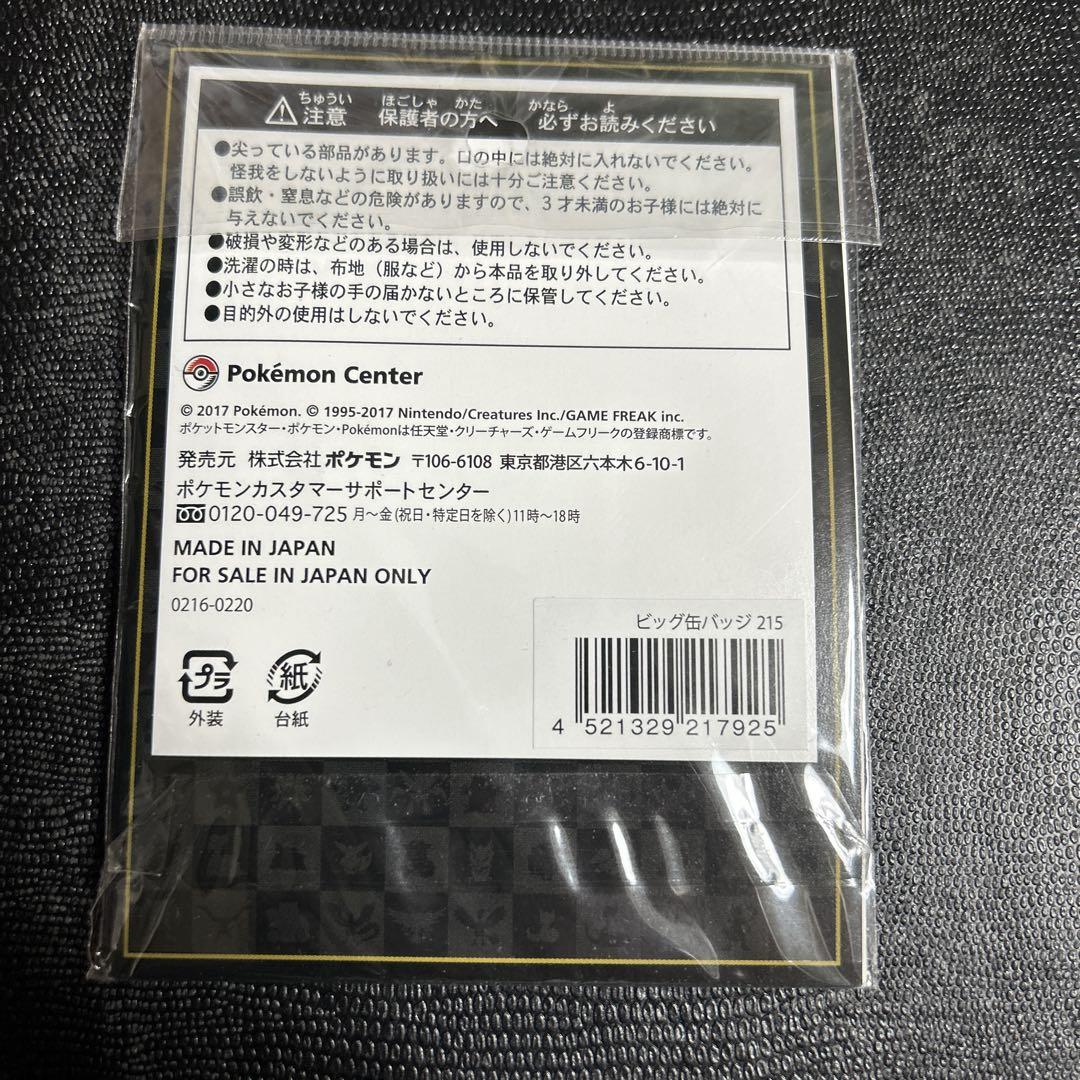 ちゅうい ほごしゃ かた かなら よ
注意 保護者の方へ 必ずお読みください
●尖っている部品があります。口の中には絶対に入れないでください。
怪我をしないように取り扱いには十分ご注意ください。
●誤飲・窒息などの危険がありますので、3才未満のお子様には絶対に
与えないでください。
●破損や変形などのある場合は、使用しないでください。
●洗濯の時は、布地（服など）から本品を取り外してください。
●小さなお子様の手の届かないところに保管してください。
●目的外の使用はしないでください。
Pokémon Center
© 2017 Pokémon. © 1995-2017 Nintendo/Creatures Inc./GAME FREAK inc.
ポケットモンスター・ポケモン・Pokémonは任天堂・クリーチャーズ・ゲームフリークの登録商標です。
発売元 株式会社ポケモン 〒106-6108 東京都港区六本木6-10-1
ポケモンカスタマーサポートセンター
0120-049-725 月～金(祝日・特定日を除く)11時～18時
MADE IN JAPAN
FOR SALE IN JAPAN ONLY
0216-0220
ビッグ缶バッジ 215
4 521329 217925
プラ 紙
外装 台紙